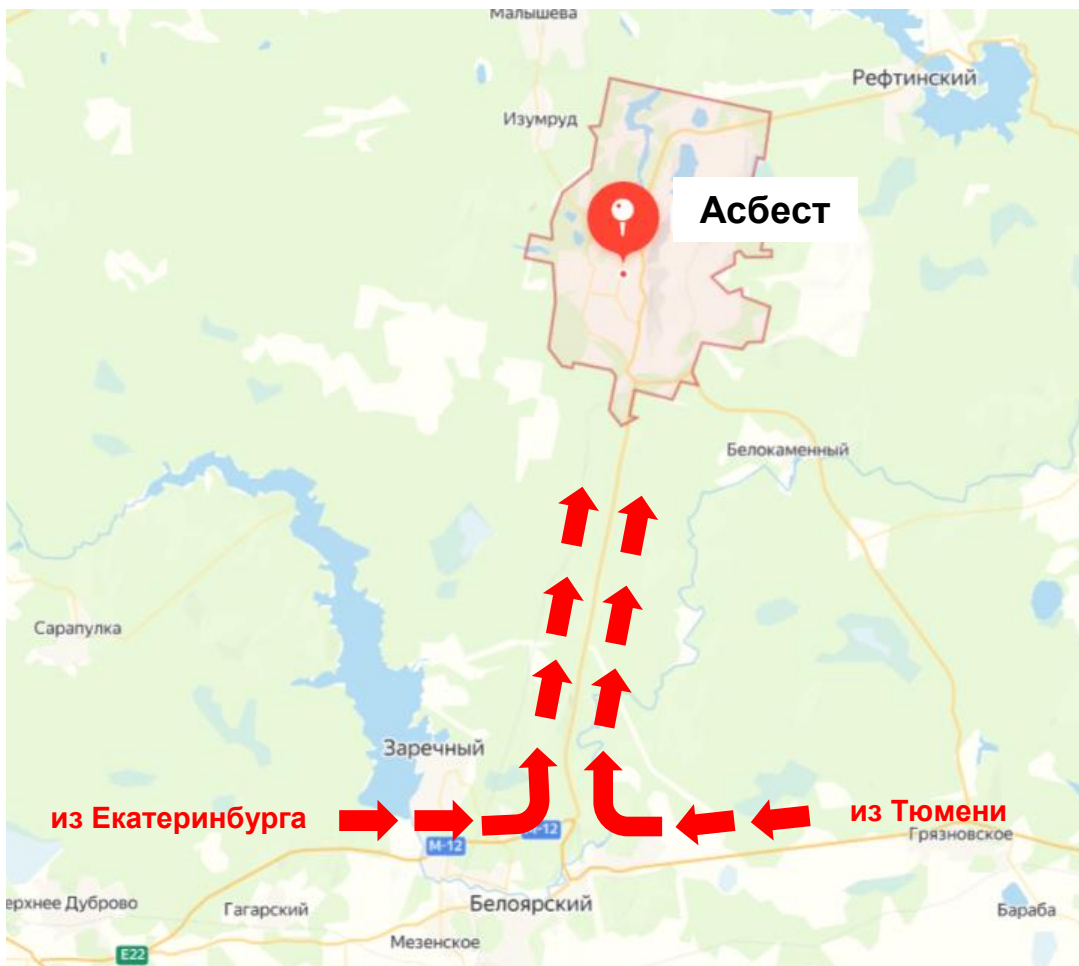 Малышева
Рефтинский
Изумруд
Асбест
Белокаменный
Сарапулка
Заречный
из Екатеринбурга
из Тюмени
М-12
М-12
Грязновское
ерхнее Дуброво
Гагарский
Белоярский
Бараба
Мезенское
E22